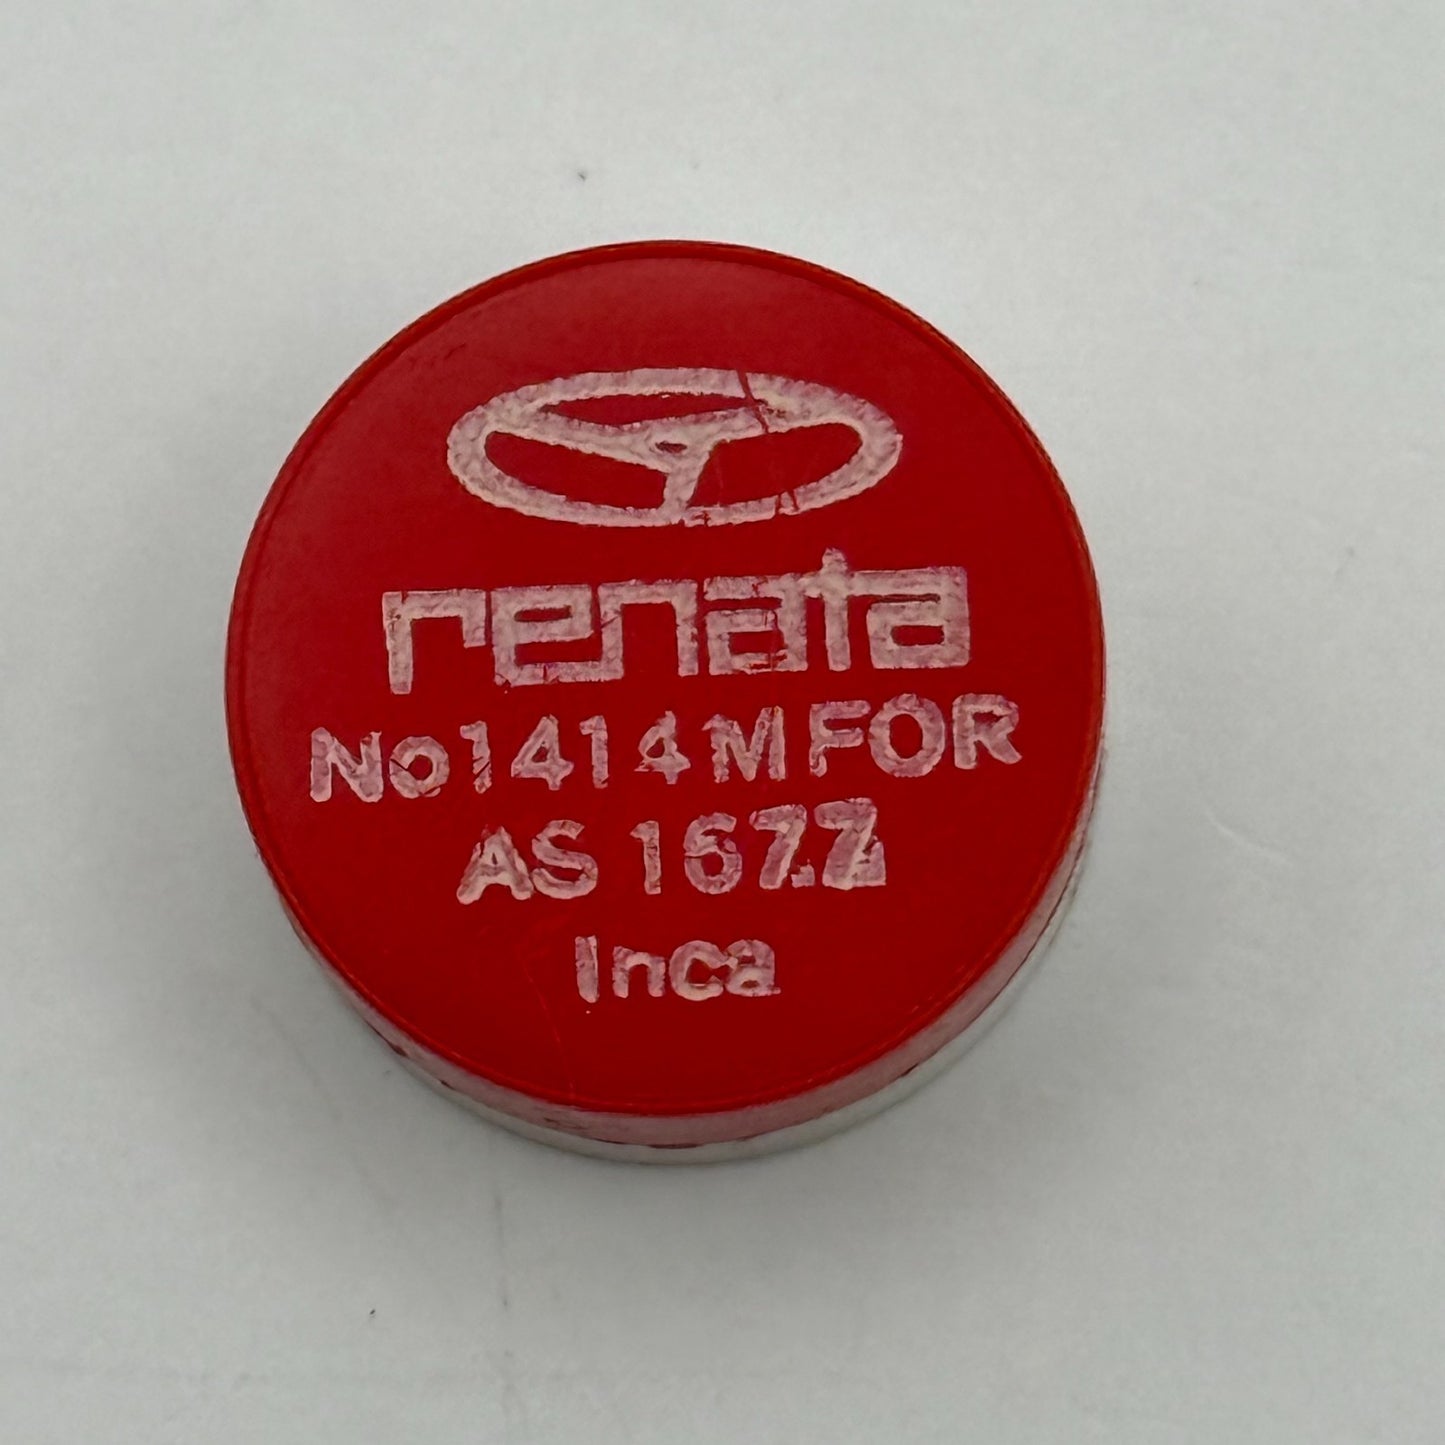 renata
No1414M FOR
AS 1677
Inca